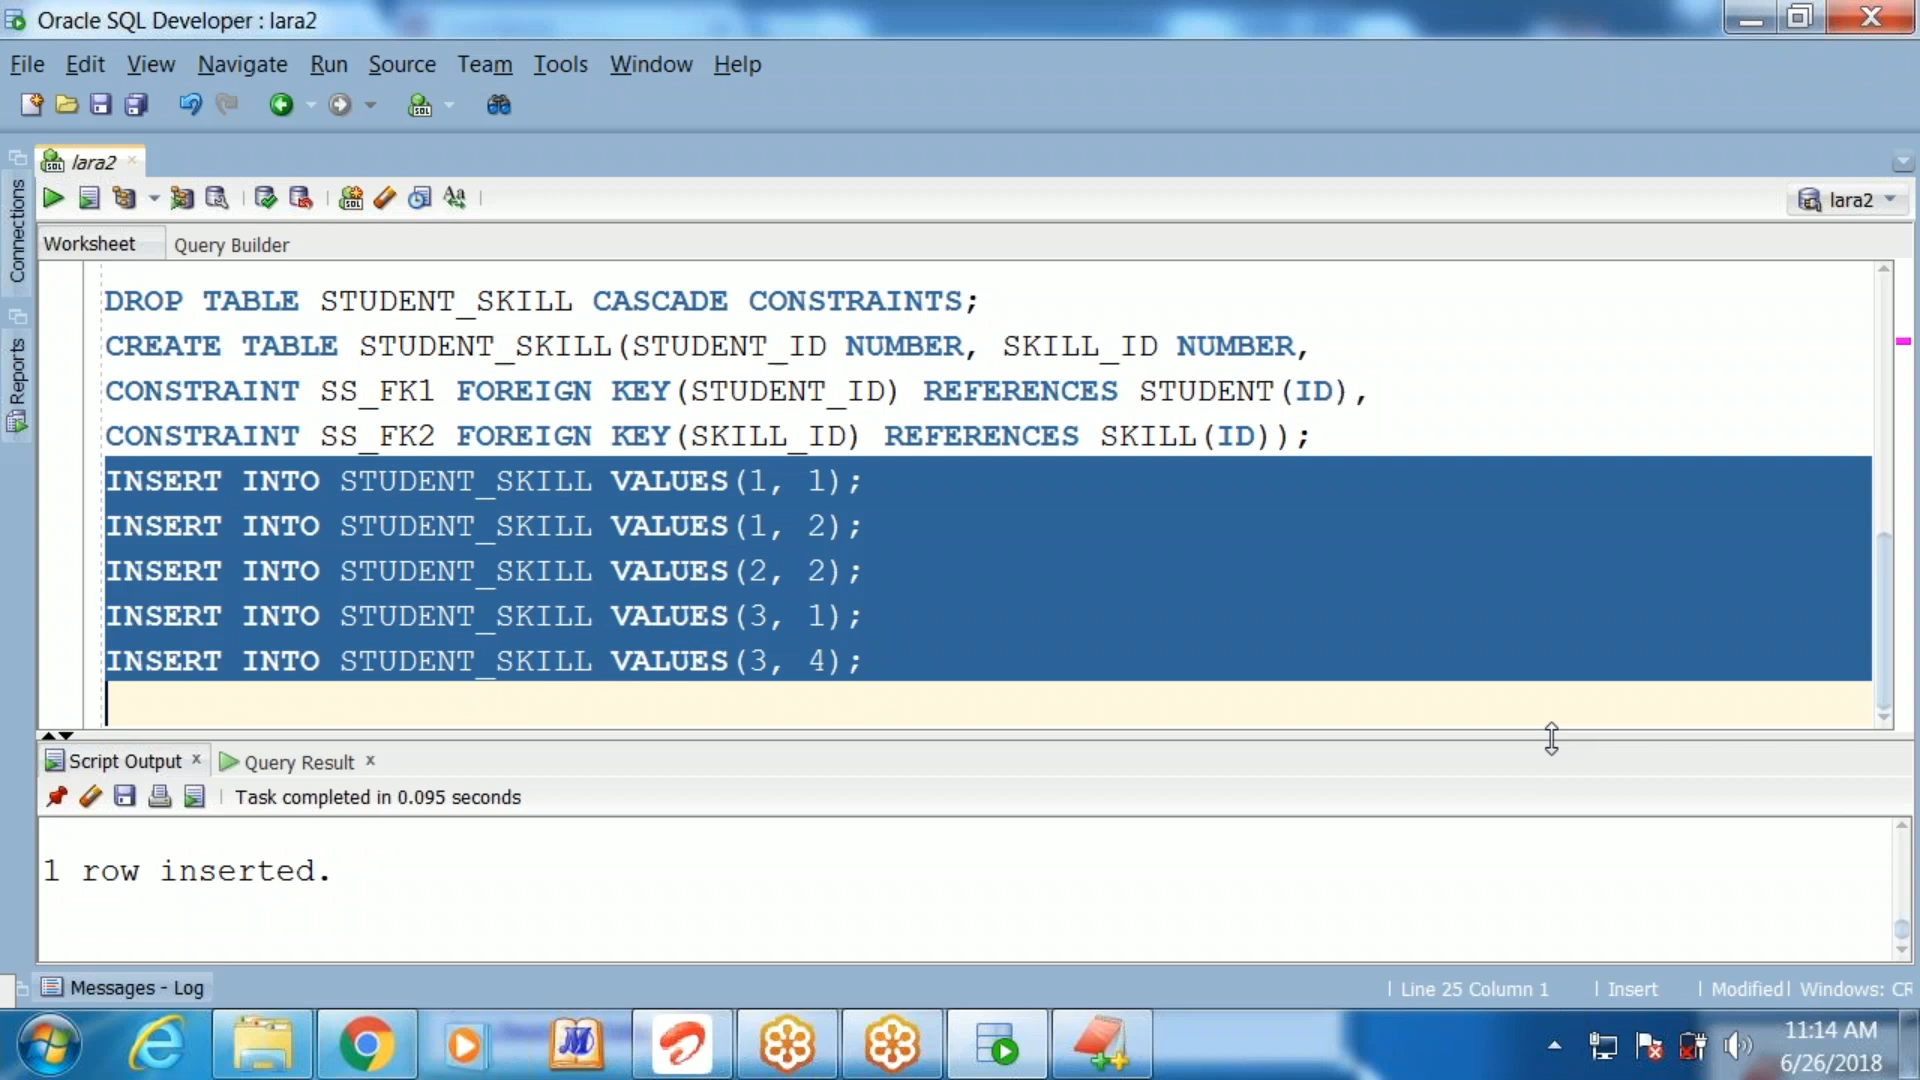 Oracle SQL Developer : lara2
File Edit View Navigate Run Source Team Tools Window Help
lara2
lara2
Worksheet Query Builder
Connections
Reports
DROP TABLE STUDENT_SKILL CASCADE CONSTRAINTS;
CREATE TABLE STUDENT_SKILL(STUDENT_ID NUMBER, SKILL_ID NUMBER,
CONSTRAINT SS_FK1 FOREIGN KEY(STUDENT_ID) REFERENCES STUDENT(ID),
CONSTRAINT SS_FK2 FOREIGN KEY(SKILL_ID) REFERENCES SKILL(ID));
INSERT INTO STUDENT_SKILL VALUES(1, 1);
INSERT INTO STUDENT_SKILL VALUES(1, 2);
INSERT INTO STUDENT_SKILL VALUES(2, 2);
INSERT INTO STUDENT_SKILL VALUES(3, 1);
INSERT INTO STUDENT_SKILL VALUES(3, 4);
Script Output Query Result
Task completed in 0.095 seconds
1 row inserted.
Messages - Log
Line 25 Column 1 | Insert | Modified | Windows: CR
11:14 AM
6/26/2018